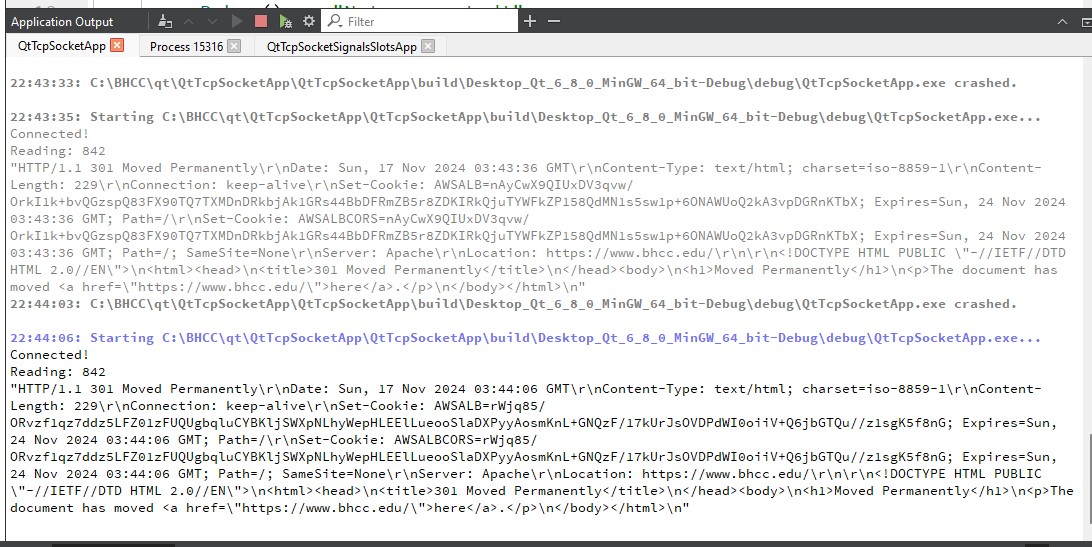 Application Output
Filter
QtTcpSocketApp
Process 15316
QtTcpSocketSignalsSlotsApp
22:43:33: C:\BHCC\qt\QtTcpSocketApp\QtTcpSocketApp\build\Desktop_Qt_6_8_0_MinGW_64_bit-Debug\debug\QtTcpSocketApp.exe crashed.
22:43:35: Starting C:\BHCC\qt\QtTcpSocketApp\QtTcpSocketApp\build\Desktop_Qt_6_8_0_MinGW_64_bit-Debug\debug\QtTcpSocketApp.exe...
Connected!
Reading: 842
"HTTP/1.1 301 Moved Permanently\r\nDate: Sun, 17 Nov 2024 03:43:36 GMT\r\nContent-Type: text/html; charset=iso-8859-1\r\nContent-
Length: 229\r\nConnection: keep-alive\r\nSet-Cookie: AWSALB=nAyCwX9QIUxDV3qvw/
OrkI1k+bvQGzspQ83FX90TQ7TXMDnDRkbjAk1GRs44BbDFRmZB5r8ZDKIRkQjuTYWFkZP158QdMN1s5sw1p+6ONAWUoQ2kA3vpDGRnKTbX; Expires=Sun, 24 Nov 2024
03:43:36 GMT; Path=/\r\nSet-Cookie: AWSALBCORS=nAyCwX9QIUxDV3qvw/
OrkI1k+bvQGzspQ83FX90TQ7TXMDnDRkbjAk1GRs44BbDFRmZB5r8ZDKIRkQjuTYWFkZP158QdMN1s5sw1p+6ONAWUoQ2kA3vpDGRnKTbX; Expires=Sun, 24 Nov 2024
03:43:36 GMT; Path=/; SameSite=None\r\nServer: Apache\r\nLocation: https://www.bhcc.edu/\r\n\r\n<!DOCTYPE HTML PUBLIC \"-//IETF//DTD
HTML 2.0//EN\">\n<html><head>\n<title>301 Moved Permanently</title>\n</head><body>\n<h1>Moved Permanently</h1>\n<p>The document has
moved <a href=\"https://www.bhcc.edu/\">here</a>.</p>\n</body></html>\n"
22:44:03: C:\BHCC\qt\QtTcpSocketApp\QtTcpSocketApp\build\Desktop_Qt_6_8_0_MinGW_64_bit-Debug\debug\QtTcpSocketApp.exe crashed.
22:44:06: Starting C:\BHCC\qt\QtTcpSocketApp\QtTcpSocketApp\build\Desktop_Qt_6_8_0_MinGW_64_bit-Debug\debug\QtTcpSocketApp.exe...
Connected!
Reading: 842
"HTTP/1.1 301 Moved Permanently\r\nDate: Sun, 17 Nov 2024 03:44:06 GMT\r\nContent-Type: text/html; charset=iso-8859-1\r\nContent-
Length: 229\r\nConnection: keep-alive\r\nSet-Cookie: AWSALB=rWjq85/
ORvzf1qz7ddz5LFZ01zFUQUgbqluCYBKljSWXpNLhyWepHLEElLueooSlaDXPyyAosmKnL+GNQzF/17kUrJsOVDPdWI0oiiV+Q6jbGTQu//z1sgK5f8nG; Expires=Sun,
24 Nov 2024 03:44:06 GMT; Path=/\r\nSet-Cookie: AWSALBCORS=rWjq85/
ORvzf1qz7ddz5LFZ01zFUQUgbqluCYBKljSWXpNLhyWepHLEElLueooSlaDXPyyAosmKnL+GNQzF/17kUrJsOVDPdWI0oiiV+Q6jbGTQu//z1sgK5f8nG; Expires=Sun,
24 Nov 2024 03:44:06 GMT; Path=/; SameSite=None\r\nServer: Apache\r\nLocation: https://www.bhcc.edu/\r\n\r\n<!DOCTYPE HTML PUBLIC
\"-//IETF//DTD HTML 2.0//EN\">\n<html><head>\n<title>301 Moved Permanently</title>\n</head><body>\n<h1>Moved Permanently</h1>\n<p>The
document has moved <a href=\"https://www.bhcc.edu/\">here</a>.</p>\n</body></html>\n"